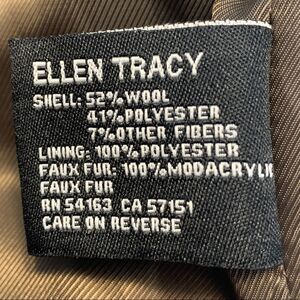 ELLEN TRACY
SHELL: 52% WOOL
41% POLYESTER
7% OTHER FIBERS
LINING: 100% POLYESTER
FAUX FUR: 100% MODACRYLIC
FAUX FUR
RN 54163 CA 57151
CARE ON REVERSE